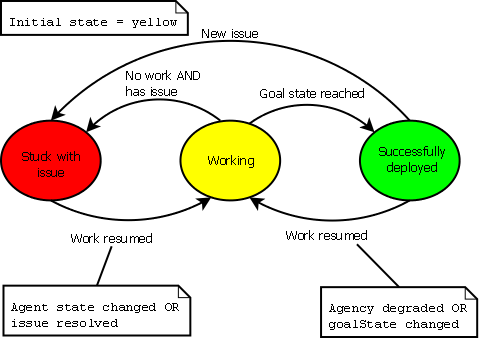 Initial state = yellow
New issue
No work AND
has issue
Goal state reached
Stuck with
issue
Working
Successfully
deployed
Work resumed
Work resumed
Agent state changed OR
issue resolved
Agency degraded OR
goalState changed